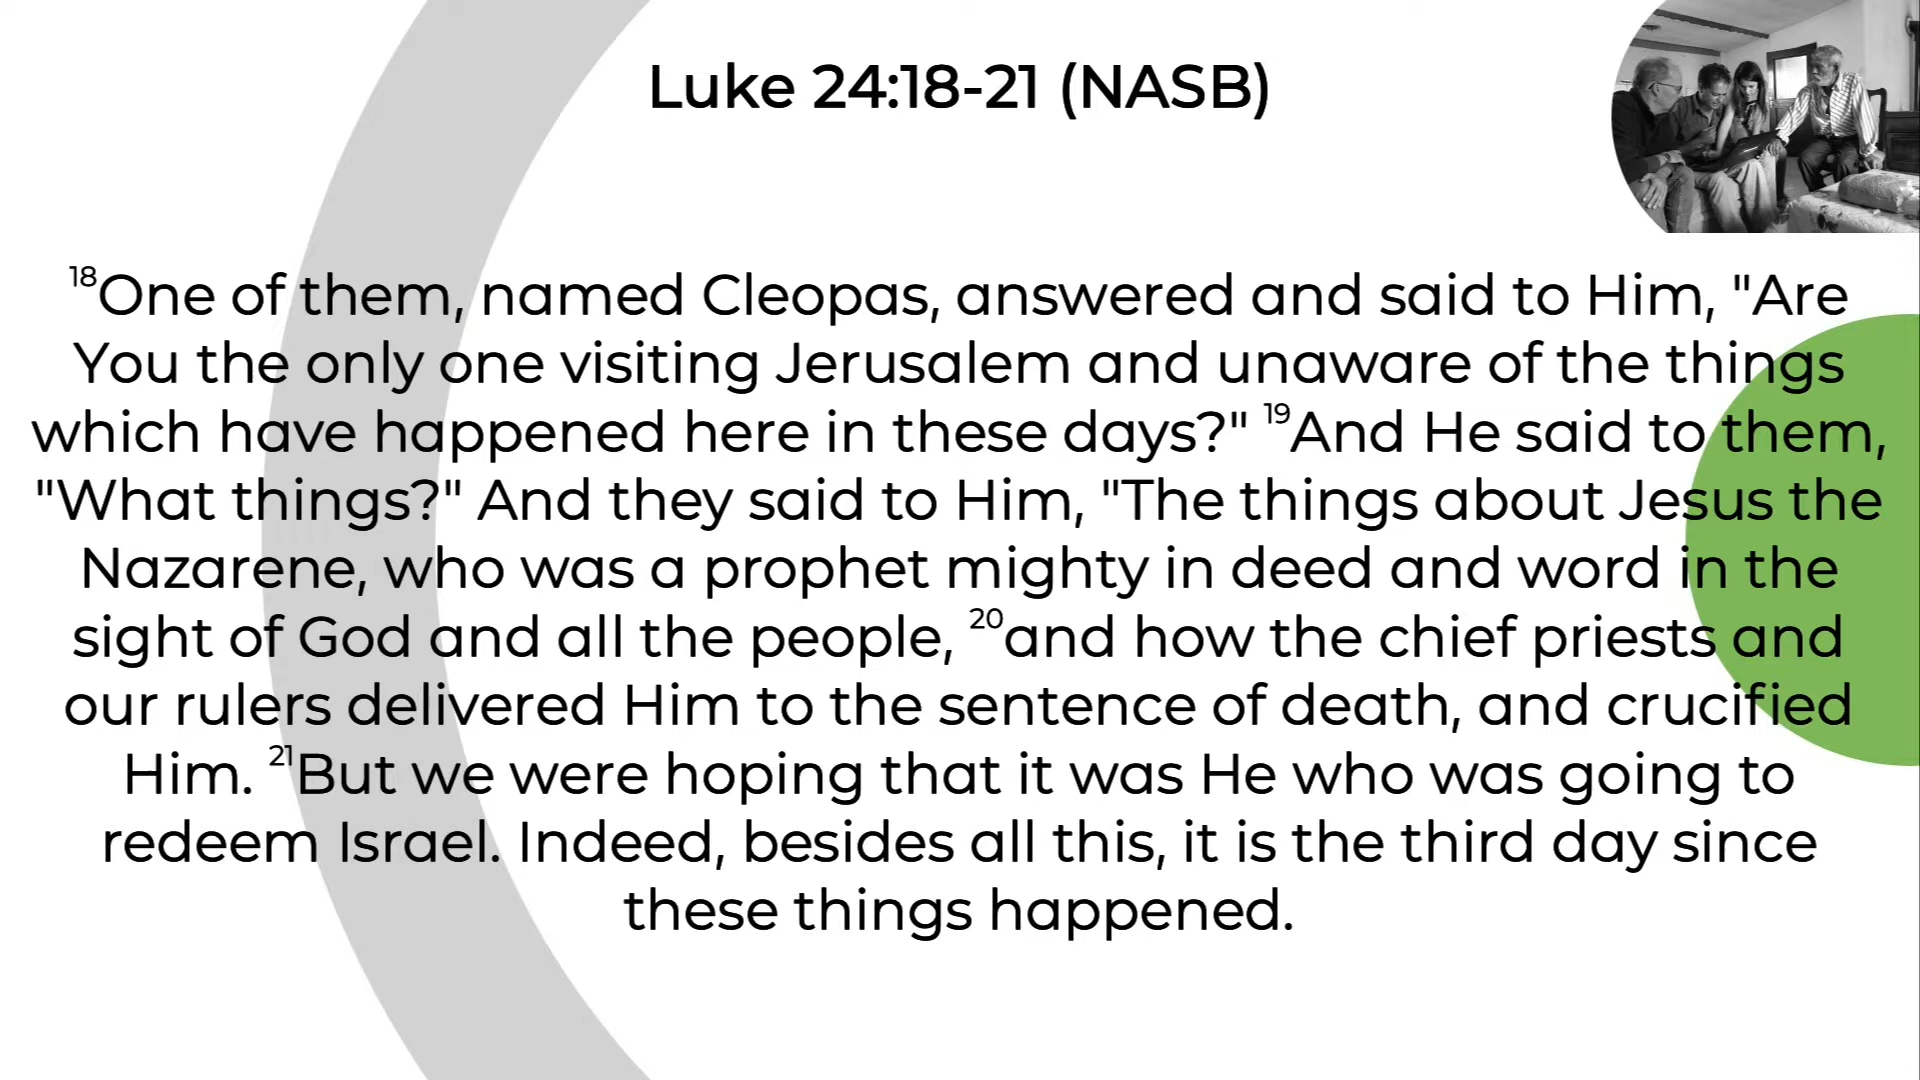 Luke 24:18-21 (NASB)
18One of them, named Cleopas, answered and said to Him, "Are
You the only one visiting Jerusalem and unaware of the things
which have happened here in these days?" 19And He said to them,
"What things?" And they said to Him, "The things about Jesus the
Nazarene, who was a prophet mighty in deed and word in the
sight of God and all the people, 20and how the chief priests and
our rulers delivered Him to the sentence of death, and crucified
Him. 21But we were hoping that it was He who was going to
redeem Israel. Indeed, besides all this, it is the third day since
these things happened.